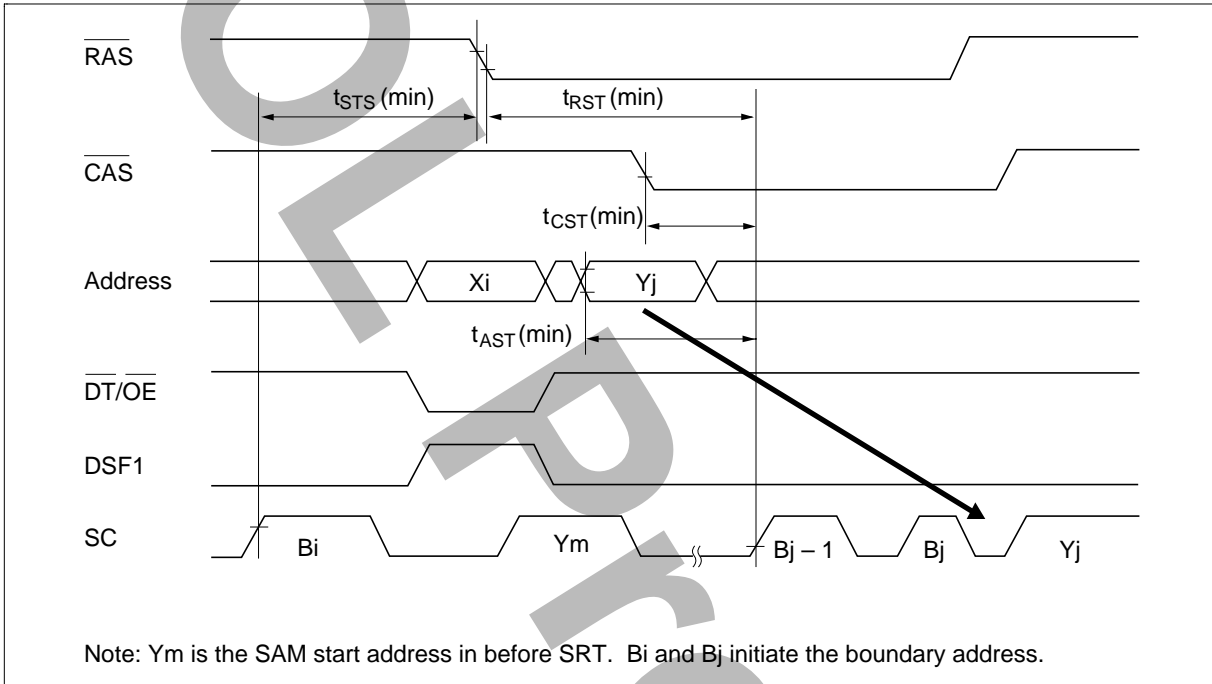 RAS
tSTS (min)
tRST (min)
CAS
tCST (min)
Address
Xi
Yj
tAST (min)
DT/OE
DSF1
SC
Bi
Ym
Bj – 1
Bj
Yj
Note: Ym is the SAM start address in before SRT. Bi and Bj initiate the boundary address.
OL Pr